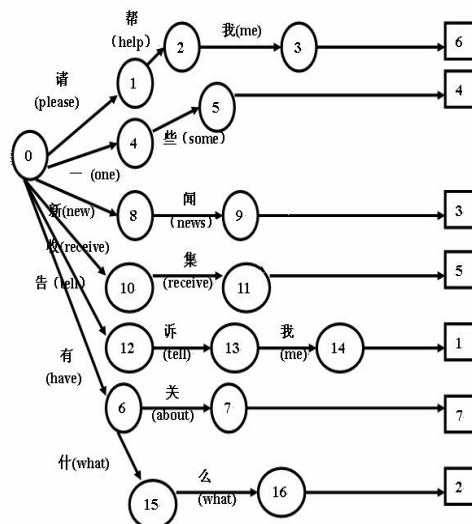 帮
(help)
2
我(me)
3
6
请
(please)
1
5
4
0
4
些(some)
一 (one)
新(new)
8
闻
(news)
9
3
收(receive)
10
集
(receive)
11
5
告(tell)
12
诉
(tell)
13
我
(me)
14
1
有
(have)
6
关
(about)
7
7
什(what)
15
么
(what)
16
2